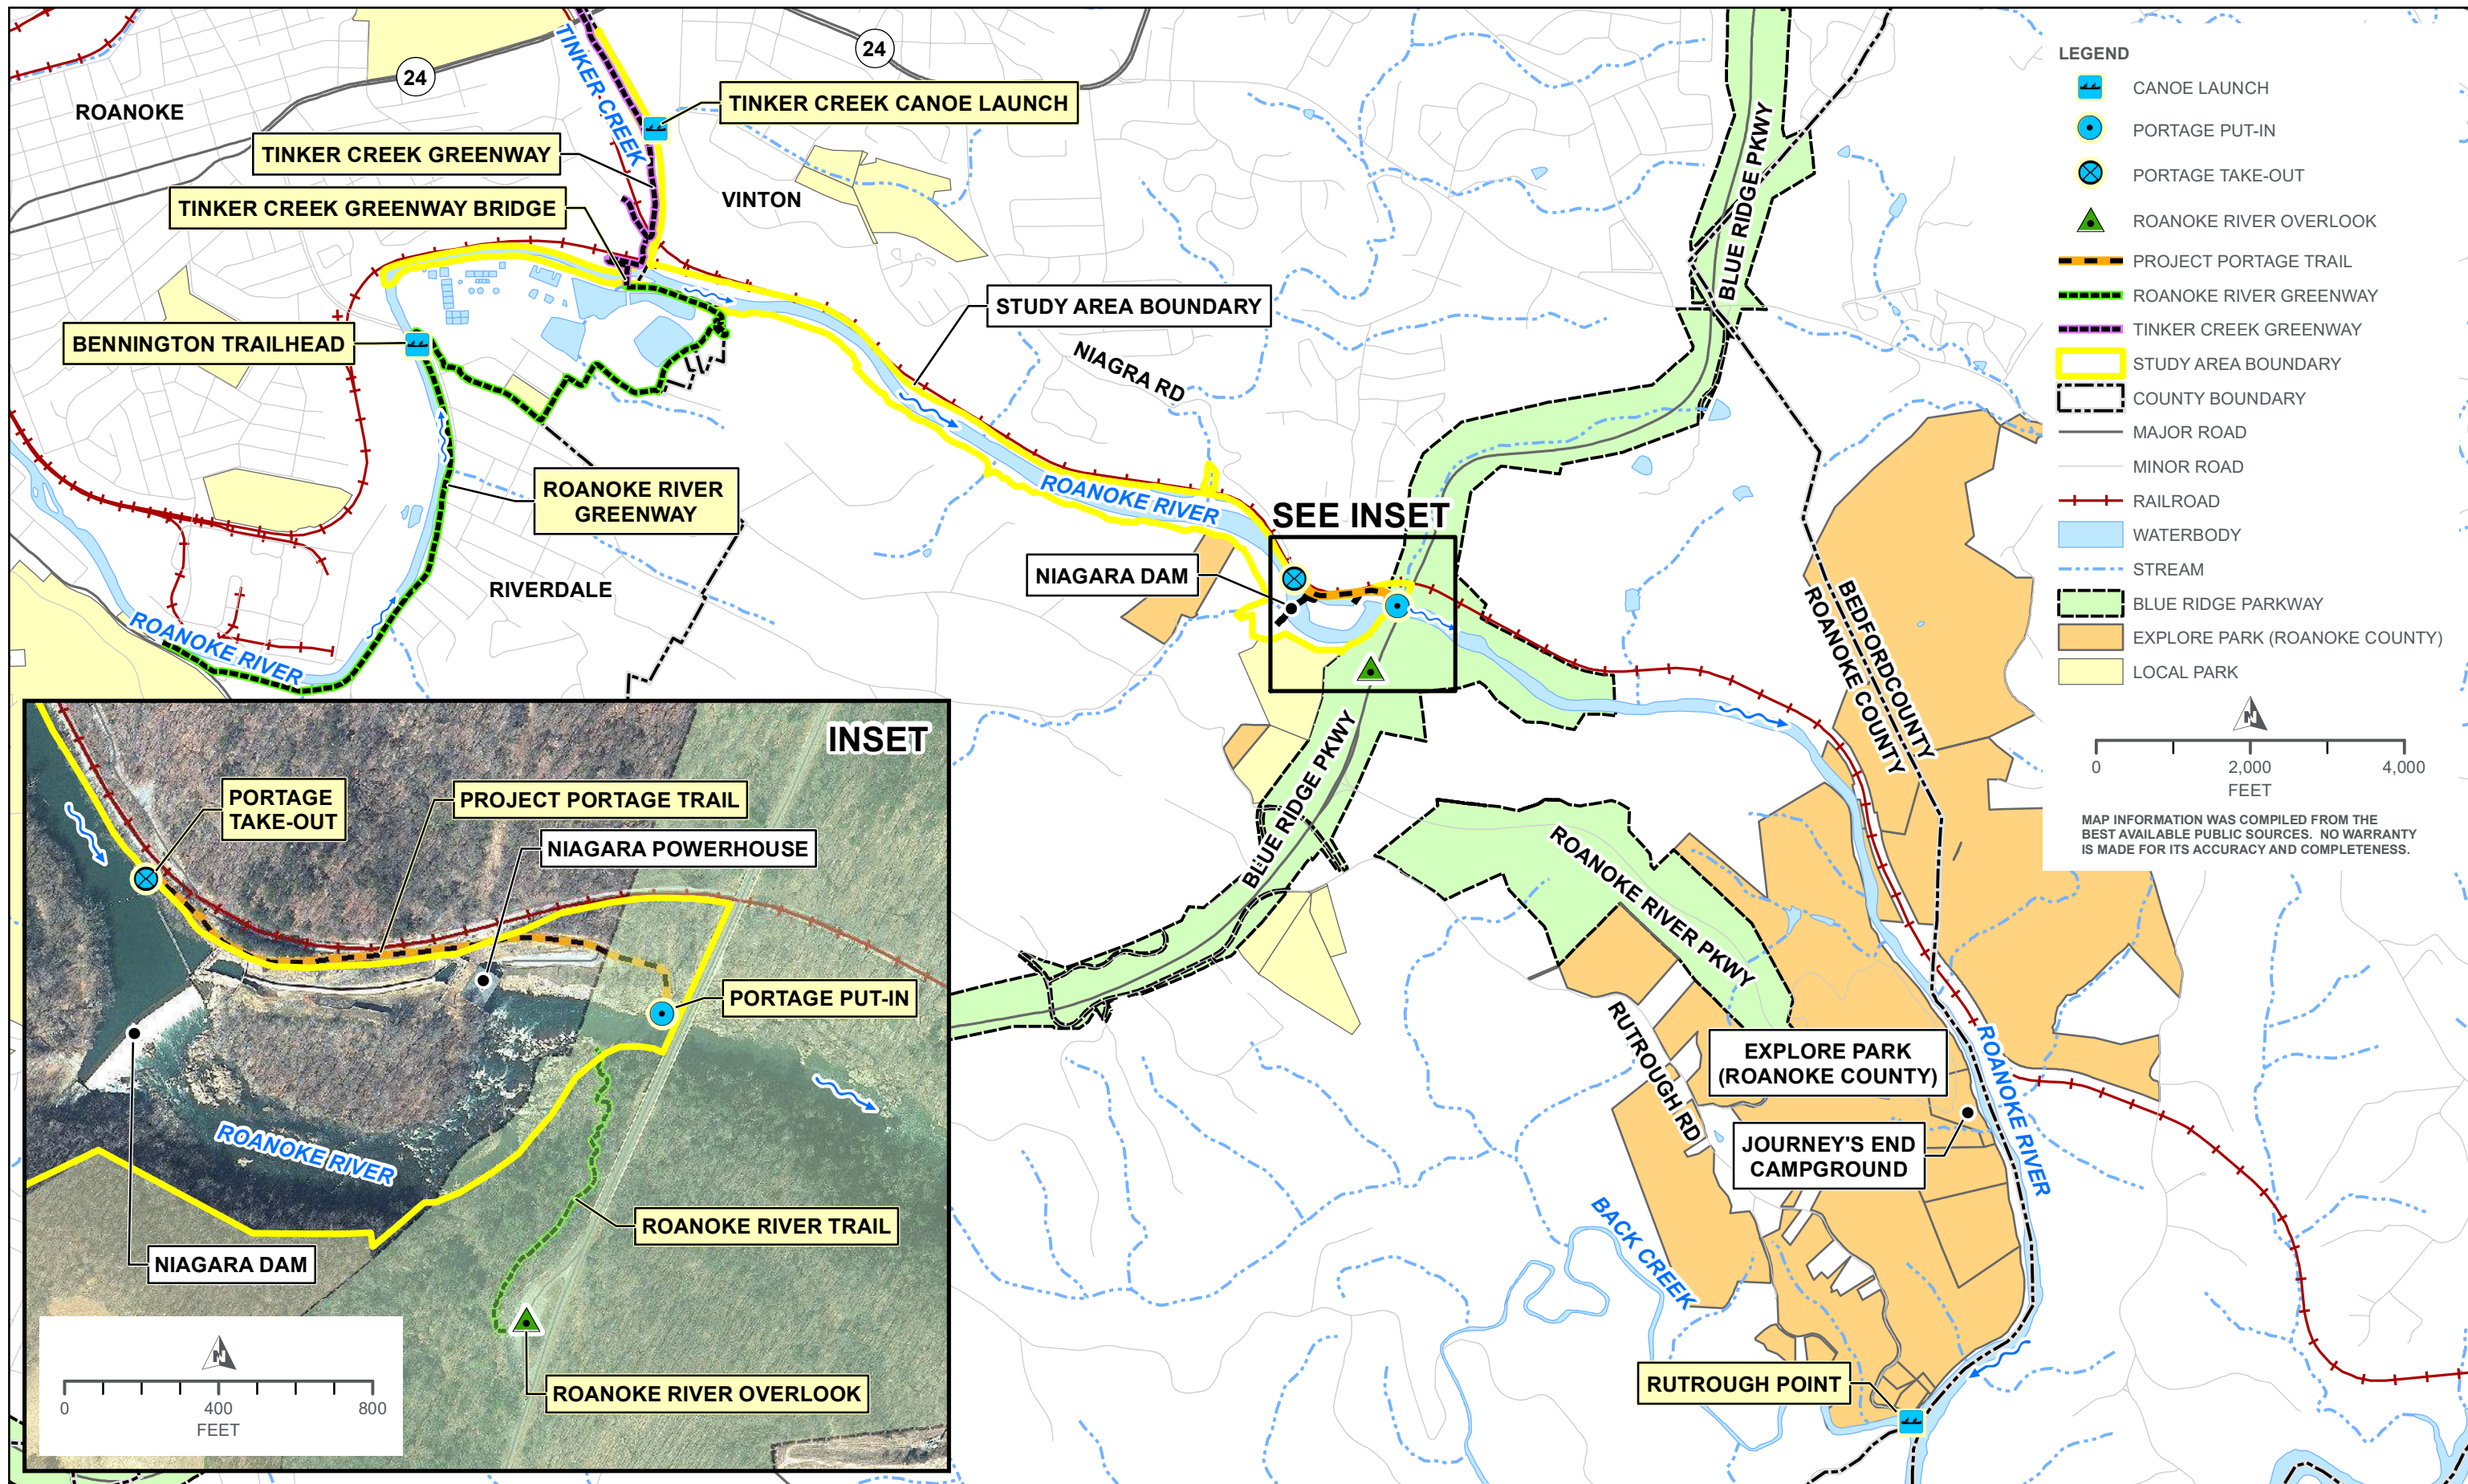 24
24
TINKER CREEK
ROANOKE
TINKER CREEK CANOE LAUNCH
TINKER CREEK GREENWAY
TINKER CREEK GREENWAY BRIDGE
VINTON
BENNINGTON TRAILHEAD
STUDY AREA BOUNDARY
NIAGRA RD
BLUE RIDGE PKWY
ROANOKE RIVER
GREENWAY
ROANOKE RIVER
SEE INSET
NIAGARA DAM
RIVERDALE
ROANOKE RIVER
BEDFORDCOUNTY
ROANOKE COUNTY
BLUE RIDGE PKWY
ROANOKE RIVER PKWY
RUTROUGH RD
EXPLORE PARK
(ROANOKE COUNTY)
ROANOKE RIVER
JOURNEY'S END
CAMPGROUND
BACK CREEK
RUTROUGH POINT
INSET
PORTAGE
TAKE-OUT
PROJECT PORTAGE TRAIL
NIAGARA POWERHOUSE
PORTAGE PUT-IN
ROANOKE RIVER
ROANOKE RIVER TRAIL
NIAGARA DAM
ROANOKE RIVER OVERLOOK
N
0 400 800
FEET
LEGEND
CANOE LAUNCH
PORTAGE PUT-IN
PORTAGE TAKE-OUT
ROANOKE RIVER OVERLOOK
PROJECT PORTAGE TRAIL
ROANOKE RIVER GREENWAY
TINKER CREEK GREENWAY
STUDY AREA BOUNDARY
COUNTY BOUNDARY
MAJOR ROAD
MINOR ROAD
RAILROAD
WATERBODY
STREAM
BLUE RIDGE PARKWAY
EXPLORE PARK (ROANOKE COUNTY)
LOCAL PARK
N
0 2,000 4,000
FEET
MAP INFORMATION WAS COMPILED FROM THE
BEST AVAILABLE PUBLIC SOURCES. NO WARRANTY
IS MADE FOR ITS ACCURACY AND COMPLETENESS.